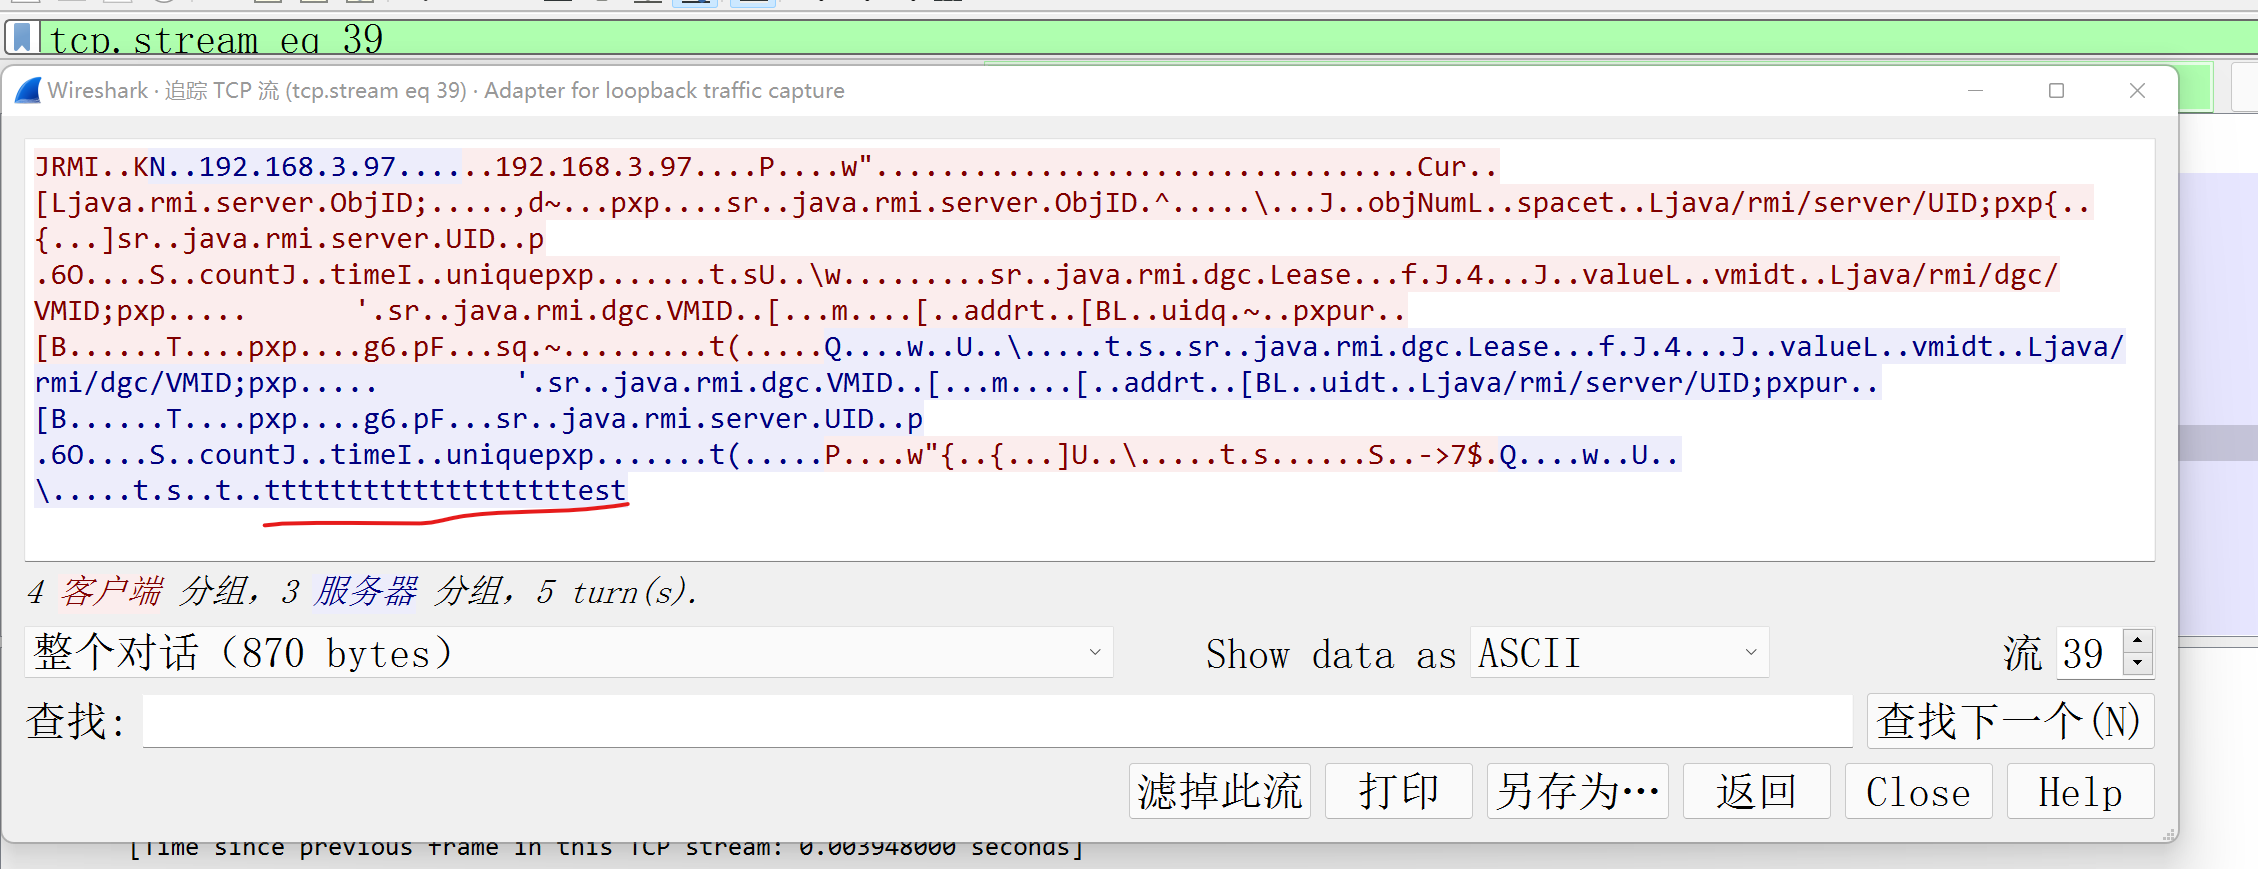 tcp.stream eq 39
Wireshark · 追踪 TCP 流 (tcp.stream eq 39) · Adapter for loopback traffic capture
JRMI..KN..192.168.3.97......192.168.3.97....P....w".................................Cur..
[Ljava.rmi.server.ObjID;.....,d~...pxp....sr..java.rmi.server.ObjID.^.....\...J..objNumL..spacet..Ljava/rmi/server/UID;pxp{..
{...]sr..java.rmi.server.UID..p
.6O....S..countJ..timeI..uniquepxp.......t.sU..\w.........sr..java.rmi.dgc.Lease...f.J.4...J..valueL..vmidt..Ljava/rmi/dgc/
VMID;pxp.....       '.sr..java.rmi.dgc.VMID..[...m....[..addrt..[BL..uidq.~..pxpur..
[B......T....pxp....g6.pF...sq.~.........t(.....Q....w..U..\.....t.s..sr..java.rmi.dgc.Lease...f.J.4...J..valueL..vmidt..Ljava/
rmi/dgc/VMID;pxp.....         '.sr..java.rmi.dgc.VMID..[...m....[..addrt..[BL..uidt..Ljava/rmi/server/UID;pxpur..
[B......T....pxp....g6.pF...sr..java.rmi.server.UID..p
.6O....S..countJ..timeI..uniquepxp.......t(.....P....w"{..{...]U..\.....t.s......S..->7$.Q....w..U..
\.....t.s..t..ttttttttttttttttttttest
4 客户端 分组，3 服务器 分组，5 turn(s).
整个对话（870 bytes）
Show data as ASCII
流 39
查找:
查找下一个(N)
滤掉此流
打印
另存为…
返回
Close
Help
[Time since previous frame in this TCP stream: 0.003948000 seconds]